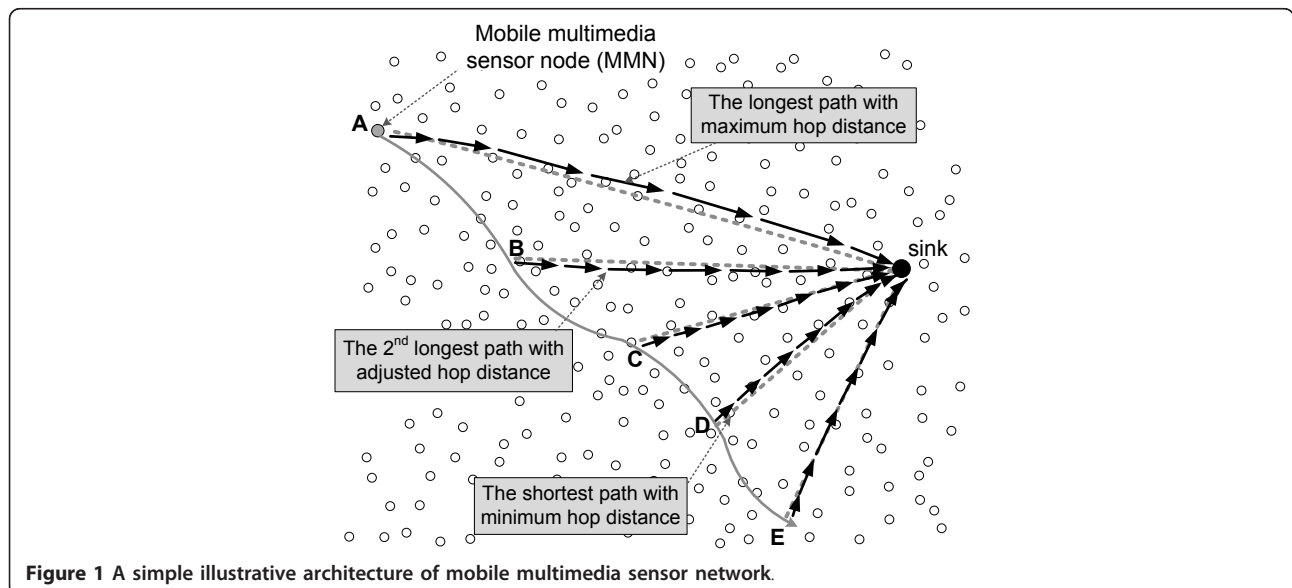 Mobile multimedia
sensor node (MMN)
The longest path with
maximum hop distance
A
sink
B
The 2nd longest path with
adjusted hop distance
C
D
The shortest path with
minimum hop distance
E
Figure 1 A simple illustrative architecture of mobile multimedia sensor network.